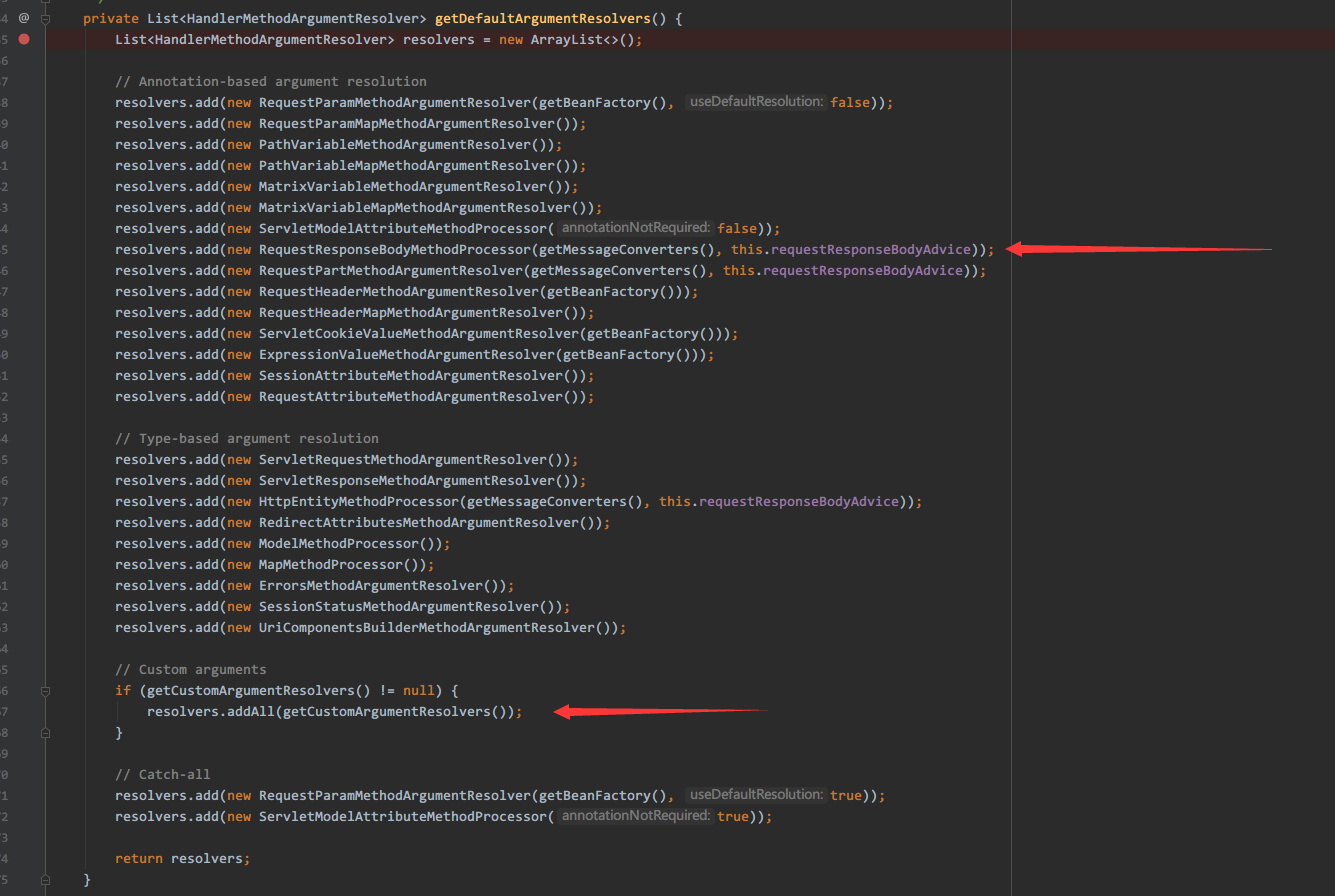 private List<HandlerMethodArgumentResolver> getDefaultArgumentResolvers() {
List<HandlerMethodArgumentResolver> resolvers = new ArrayList<>();
// Annotation-based argument resolution
resolvers.add(new RequestParamMethodArgumentResolver(getBeanFactory(), useDefaultResolution: false));
resolvers.add(new RequestParamMapMethodArgumentResolver());
resolvers.add(new PathVariableMethodArgumentResolver());
resolvers.add(new PathVariableMapMethodArgumentResolver());
resolvers.add(new MatrixVariableMethodArgumentResolver());
resolvers.add(new MatrixVariableMapMethodArgumentResolver());
resolvers.add(new ServletModelAttributeMethodProcessor( annotationNotRequired: false));
resolvers.add(new RequestResponseBodyMethodProcessor(getMessageConverters(), this.requestResponseBodyAdvice));
resolvers.add(new RequestPartMethodArgumentResolver(getMessageConverters(), this.requestResponseBodyAdvice));
resolvers.add(new RequestHeaderMethodArgumentResolver(getBeanFactory()));
resolvers.add(new RequestHeaderMapMethodArgumentResolver());
resolvers.add(new ServletCookieValueMethodArgumentResolver(getBeanFactory()));
resolvers.add(new ExpressionValueMethodArgumentResolver(getBeanFactory()));
resolvers.add(new SessionAttributeMethodArgumentResolver());
resolvers.add(new RequestAttributeMethodArgumentResolver());
// Type-based argument resolution
resolvers.add(new ServletRequestMethodArgumentResolver());
resolvers.add(new ServletResponseMethodArgumentResolver());
resolvers.add(new HttpEntityMethodProcessor(getMessageConverters(), this.requestResponseBodyAdvice));
resolvers.add(new RedirectAttributesMethodArgumentResolver());
resolvers.add(new ModelMethodProcessor());
resolvers.add(new MapMethodProcessor());
resolvers.add(new ErrorsMethodArgumentResolver());
resolvers.add(new SessionStatusMethodArgumentResolver());
resolvers.add(new UriComponentsBuilderMethodArgumentResolver());
// Custom arguments
if (getCustomArgumentResolvers() != null) {
resolvers.addAll(getCustomArgumentResolvers());
}
// Catch-all
resolvers.add(new RequestParamMethodArgumentResolver(getBeanFactory(), useDefaultResolution: true));
resolvers.add(new ServletModelAttributeMethodProcessor( annotationNotRequired: true));
return resolvers;
}